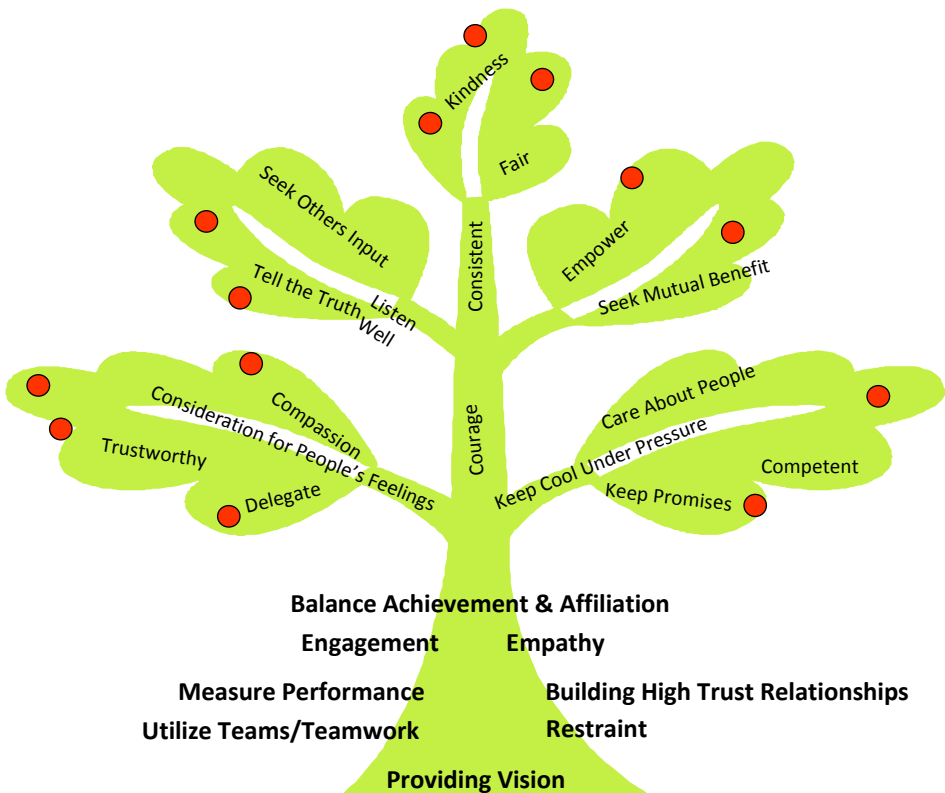 Kindness
Fair
Seek Others Input
Empower
Consistent
Tell the Truth
Listen
Well
Seek Mutual Benefit
Compassion
Consideration for People's Feelings
Care About People
Courage
Trustworthy
Keep Cool Under Pressure
Competent
Delegate
Keep Promises
Balance Achievement & Affiliation
Engagement Empathy
Measure Performance Building High Trust Relationships
Utilize Teams/Teamwork Restraint
Providing Vision